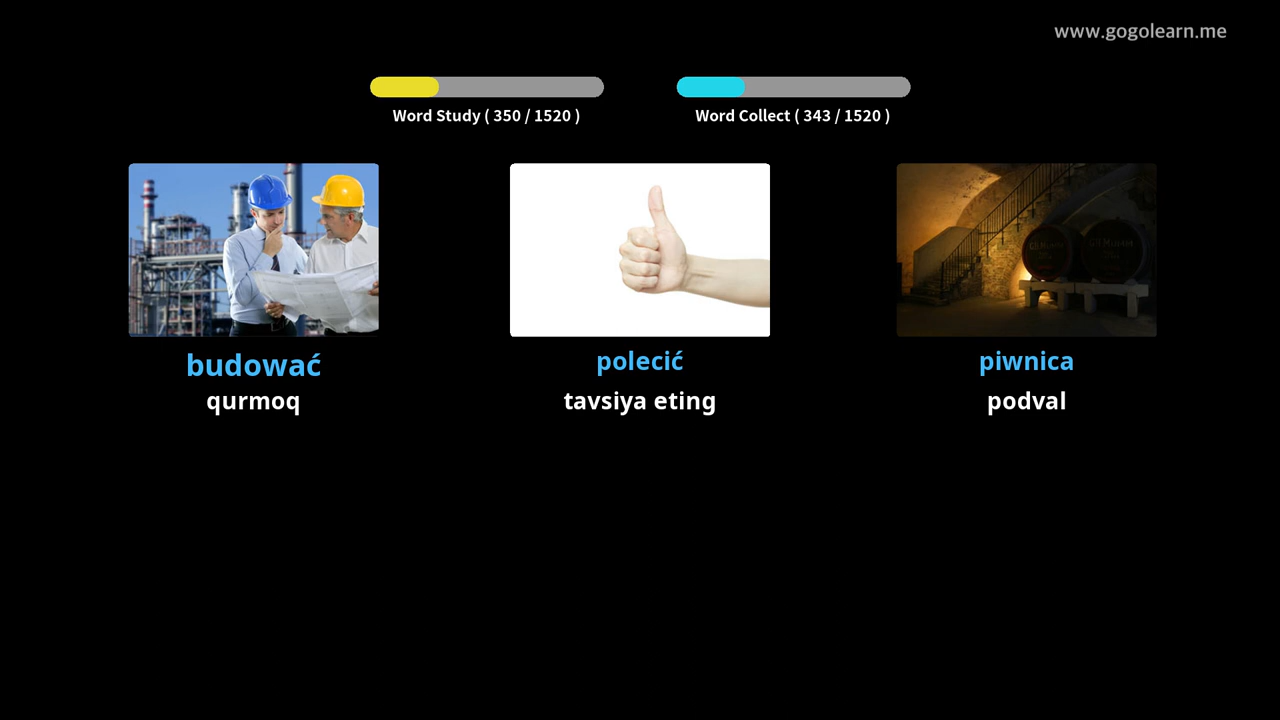 www.gogolearn.me
Word Study ( 350 / 1520 )
Word Collect ( 343 / 1520 )
budować
qurmoq
polecić
tavsiya eting
piwnica
podval